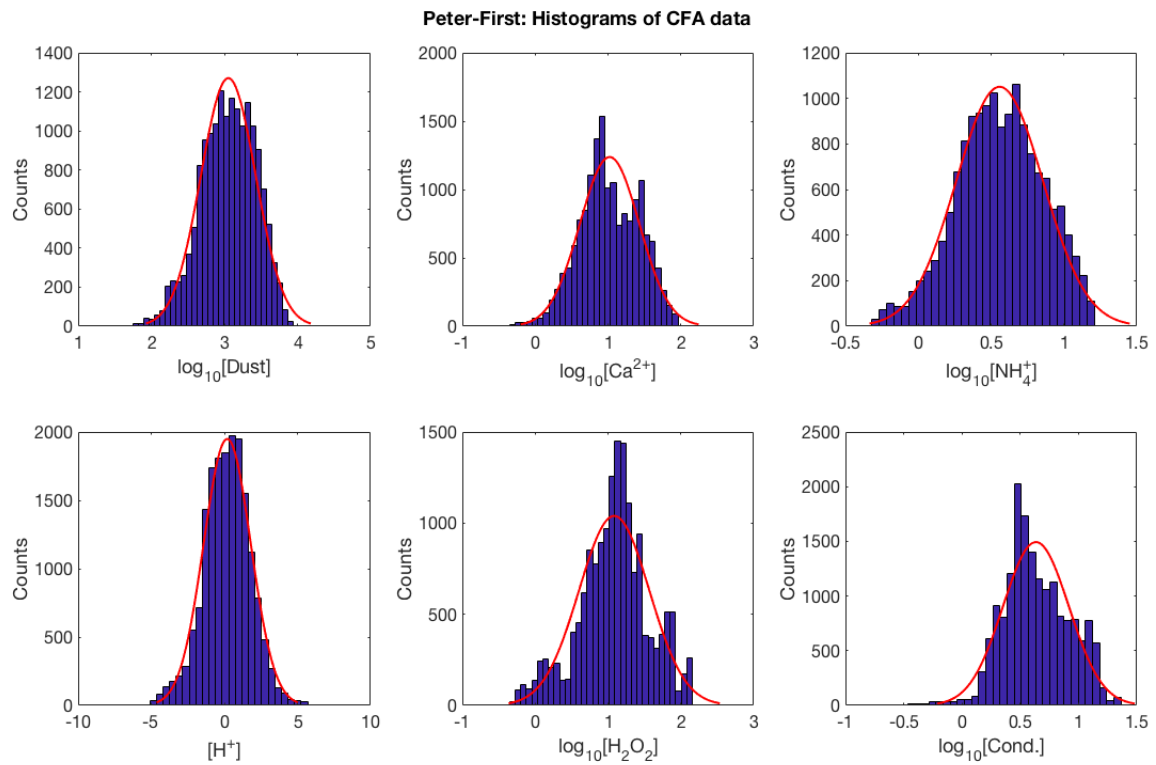 Peter-First: Histograms of CFA data
1400
1200
1000
800
600
400
200
0
Counts
1 2 3 4 5
log10[Dust]
2000
1500
1000
500
0
Counts
-1 0 1 2 3
log10[Ca2+]
1200
1000
800
600
400
200
0
Counts
-0.5 0 0.5 1 1.5
log10[NH4+]
2000
1500
1000
500
0
Counts
-10 -5 0 5 10
[H+]
1500
1000
500
0
Counts
-1 0 1 2 3
log10[H2O2]
2500
2000
1500
1000
500
0
Counts
-1 -0.5 0 0.5 1 1.5
log10[Cond.]